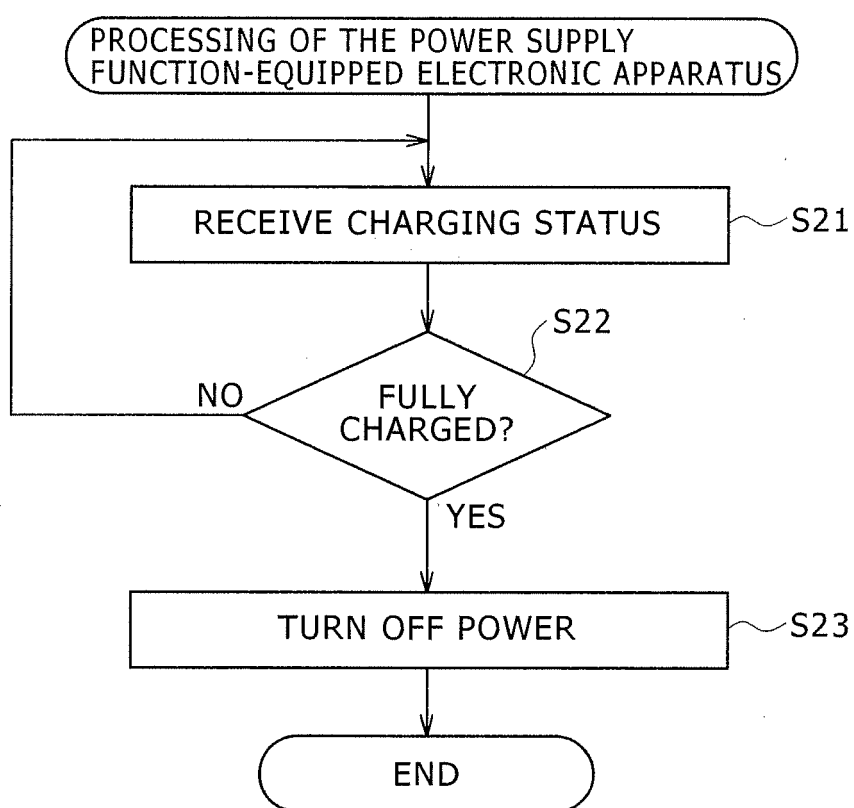 PROCESSING OF THE POWER SUPPLY
FUNCTION-EQUIPPED ELECTRONIC APPARATUS
RECEIVE CHARGING STATUS
S21
S22
NO
FULLY
CHARGED?
YES
TURN OFF POWER
S23
END